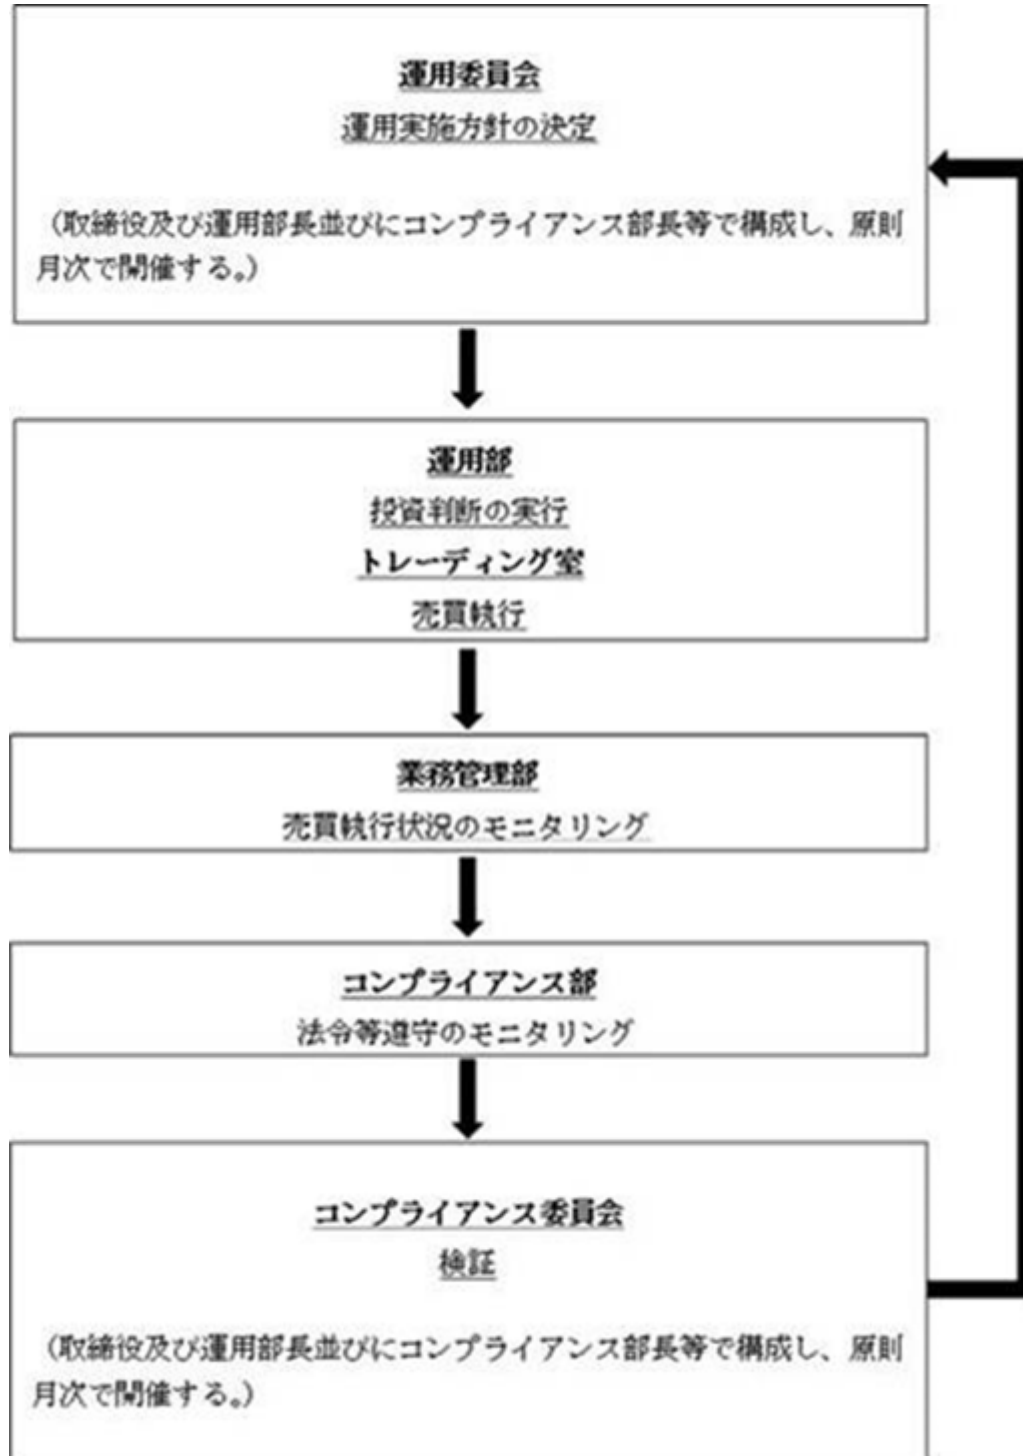 運用委員会
運用実施方針の決定
（取締役及び運用部長並びにコンプライアンス部長等で構成し、原則
月次で開催する。）
運用部
投資判断の実行
トレーディング室
売買執行
業務管理部
売買執行状況のモニタリング
コンプライアンス部
法令等遵守のモニタリング
コンプライアンス委員会
検証
（取締役及び運用部長並びにコンプライアンス部長等で構成し、原則
月次で開催する。）